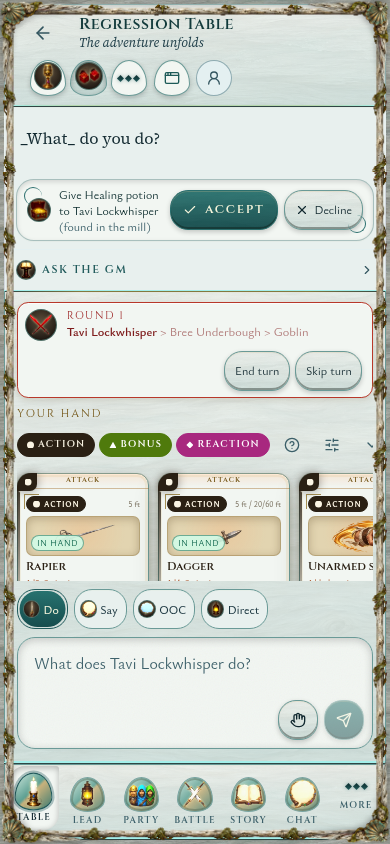 Regression Table
The adventure unfolds
_What_ do you do?
Give Healing potion
to Tavi Lockwhisper
(found in the mill)
ACCEPT
Decline
ASK THE GM
ROUND 1
Tavi Lockwhisper > Bree Underbough > Goblin
End turn
Skip turn
YOUR HAND
ACTION
BONUS
REACTION
ATTACK
ACTION
5 ft
IN HAND
RAPIER
ATTACK
ACTION
5 ft / 20/60 ft
IN HAND
DAGGER
ATTACK
ACTION
UNARMED S
Do
Say
OOC
Direct
What does Tavi Lockwhisper do?
TABLE
LEAD
PARTY
BATTLE
STORY
CHAT
MORE